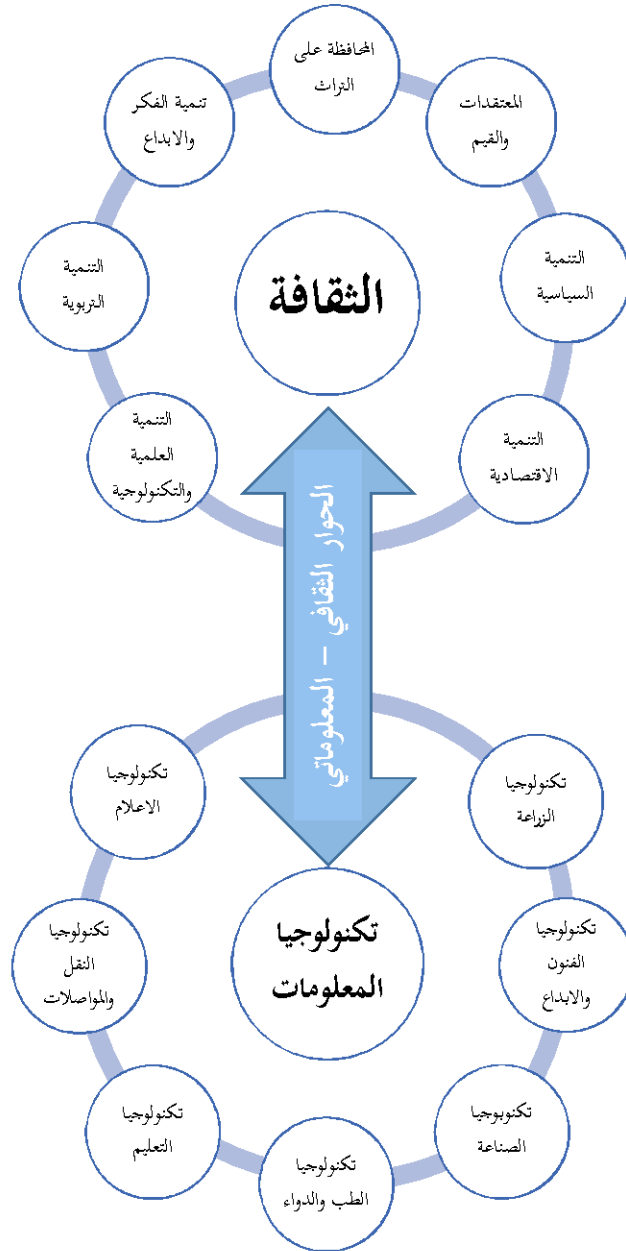 المحافظة على
التراث
المعتقدات
والقيم
تنمية الفكر
والابداع
التنمية
السياسية
التنمية
التربوية
الثقافة
التنمية
الاقتصادية
التنمية
العلمية
والتكنولوجية
الحوار الثقافي – المعلوماتي
تكنولوجيا
الزراعة
تكنولوجيا
الاعلام
تكنولوجيا
المعلومات
تكنولوجيا
الفنون
والابداع
تكنولوجيا
النقل
والمواصلات
تكنوبوجيا
الصناعة
تكنولوجيا
التعليم
تكنولوجيا
الطب والدواء